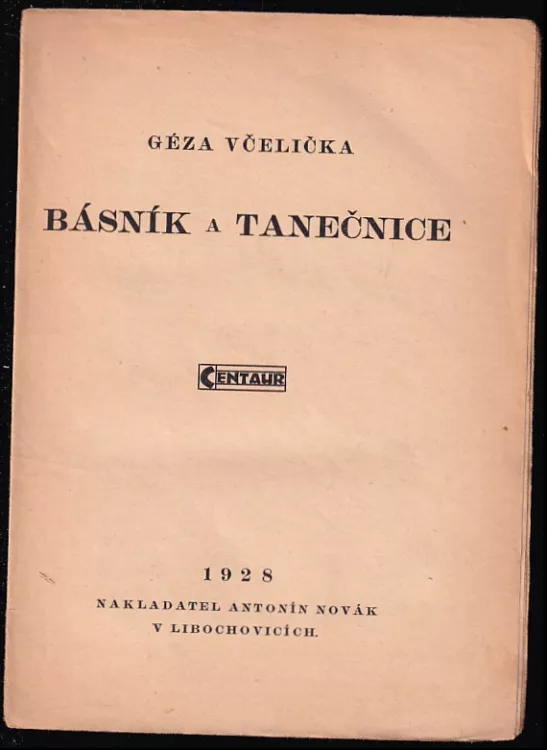 GÉZA VČELIČKA
BÁSNÍK A TANEČNICE
CENTAUR
1928
NAKLADATEL ANTONÍN NOVÁK
V LIBOCHOVICÍCH.